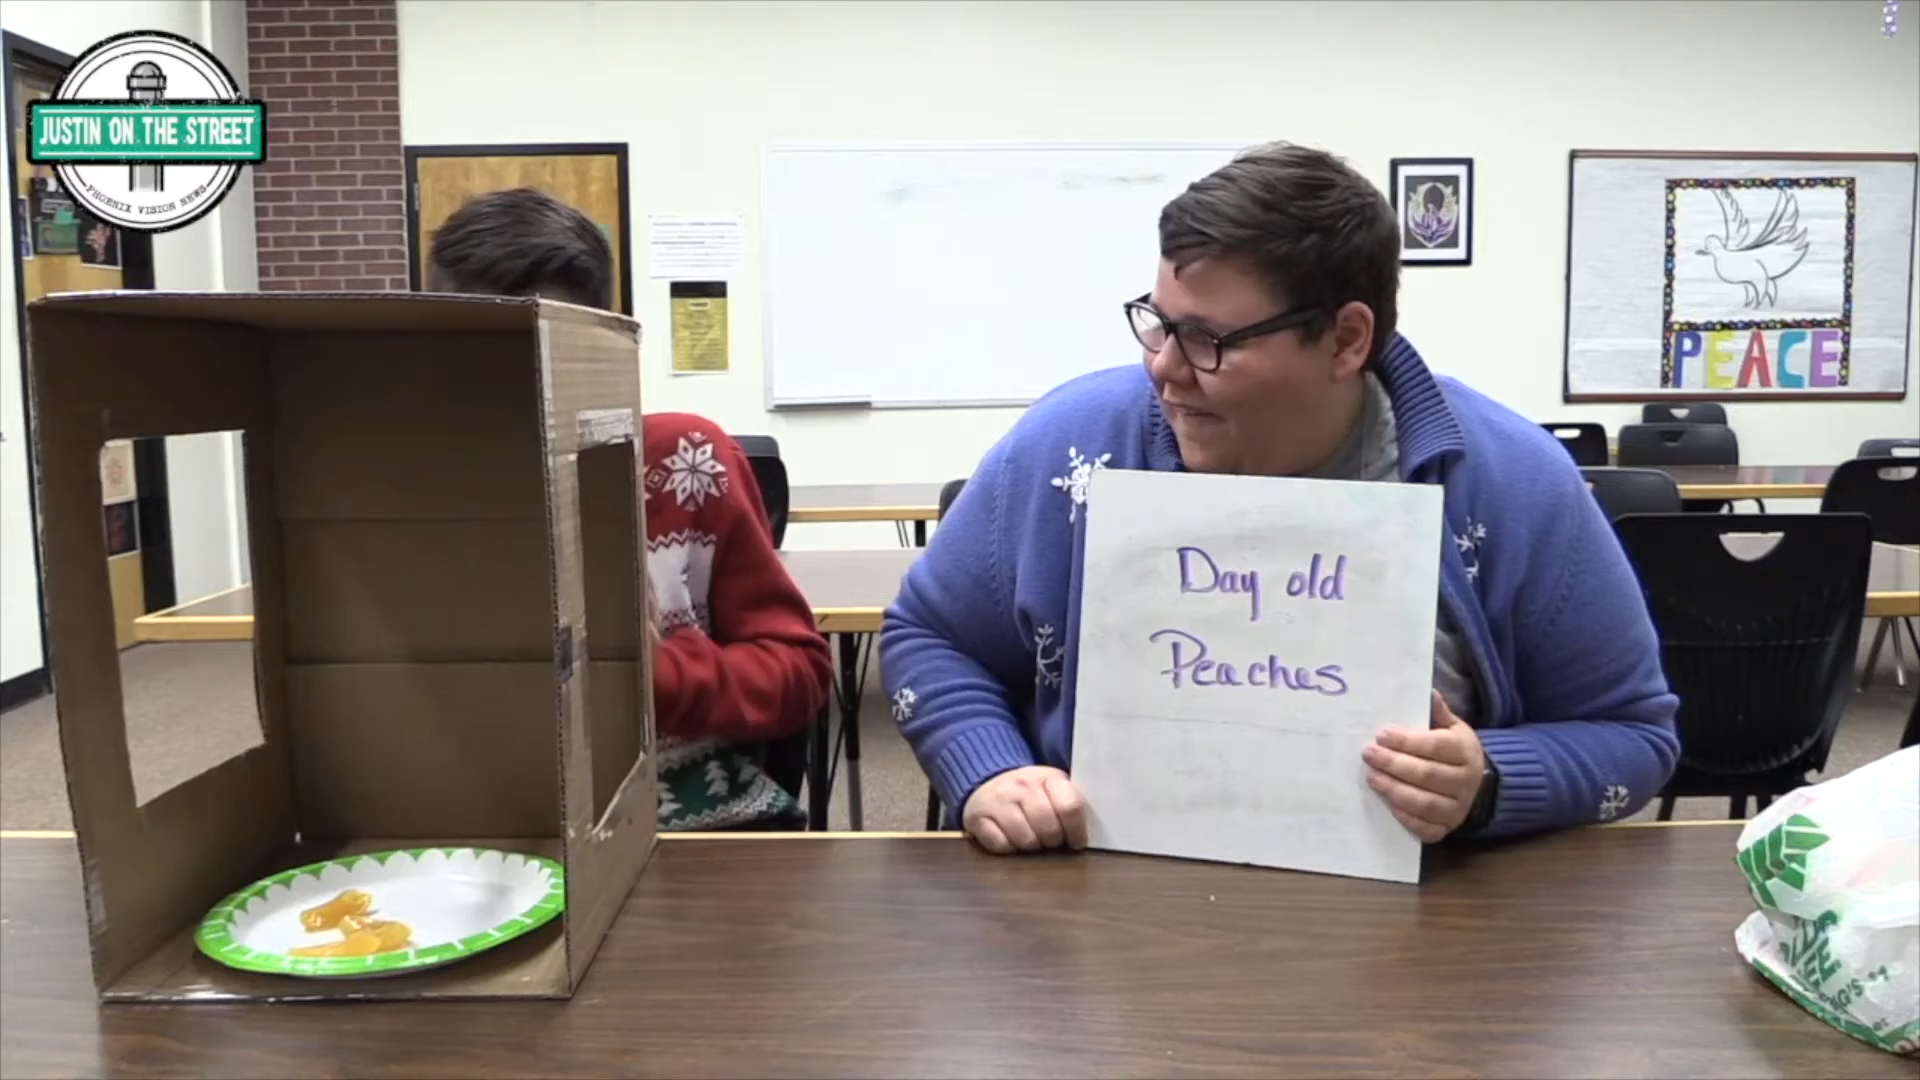 JUSTIN ON THE STREET
PHOENIX VISION NEWS
PEACE
Day old
Peaches